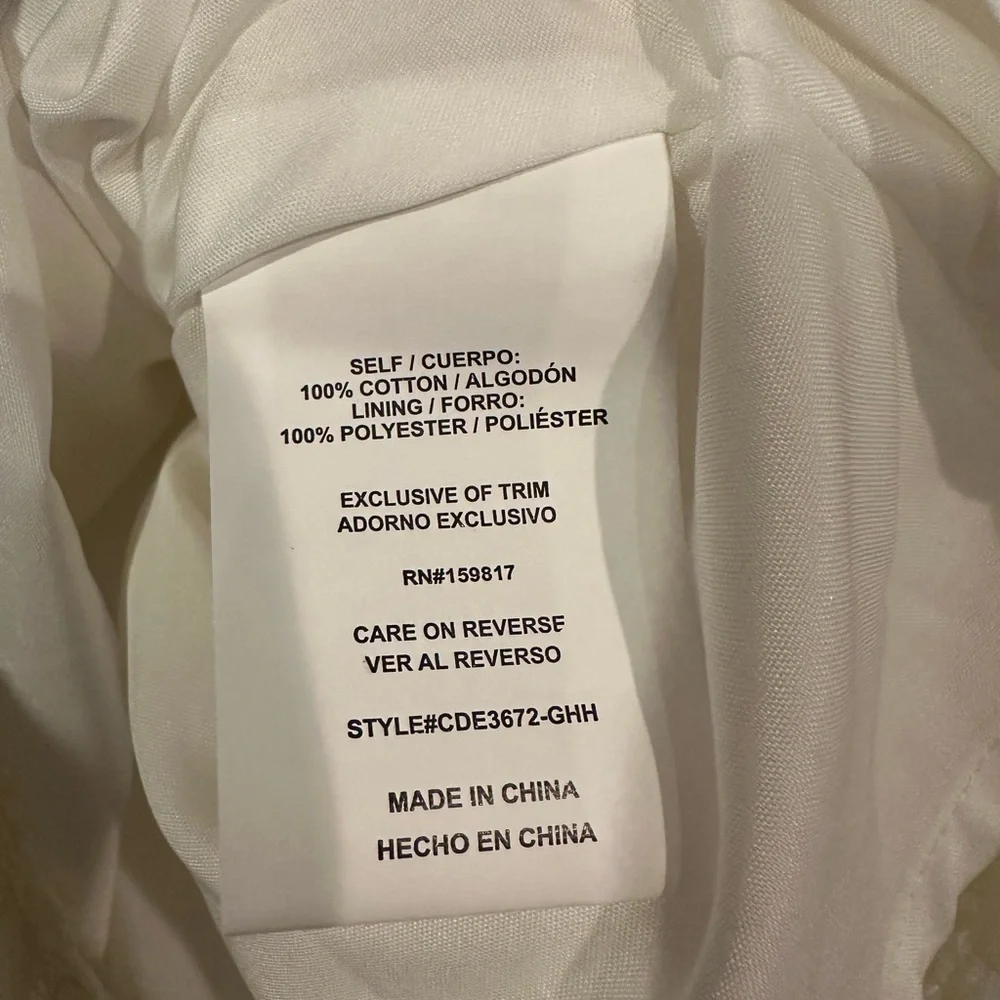 SELF / CUERPO:
100% COTTON / ALGODÓN
LINING / FORRO:
100% POLYESTER / POLIÉSTER
EXCLUSIVE OF TRIM
ADORNO EXCLUSIVO
RN#159817
CARE ON REVERSE
VER AL REVERSO
STYLE#CDE3672-GHH
MADE IN CHINA
HECHO EN CHINA